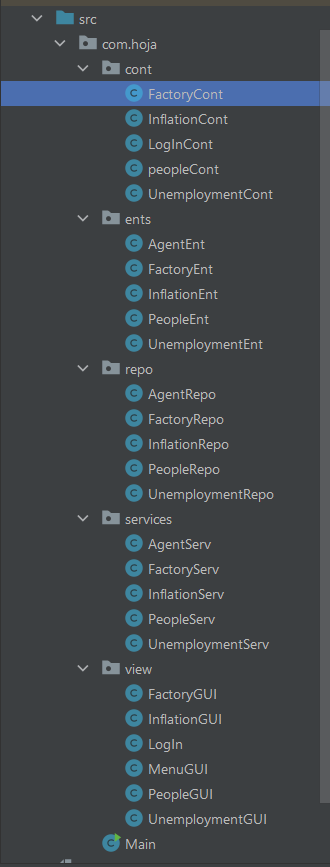 src
com.hoja
cont
FactoryCont
InflationCont
LogInCont
peopleCont
UnemploymentCont
ents
AgentEnt
FactoryEnt
InflationEnt
PeopleEnt
UnemploymentEnt
repo
AgentRepo
FactoryRepo
InflationRepo
PeopleRepo
UnemploymentRepo
services
AgentServ
FactoryServ
InflationServ
PeopleServ
UnemploymentServ
view
FactoryGUI
InflationGUI
LogIn
MenuGUI
PeopleGUI
UnemploymentGUI
Main